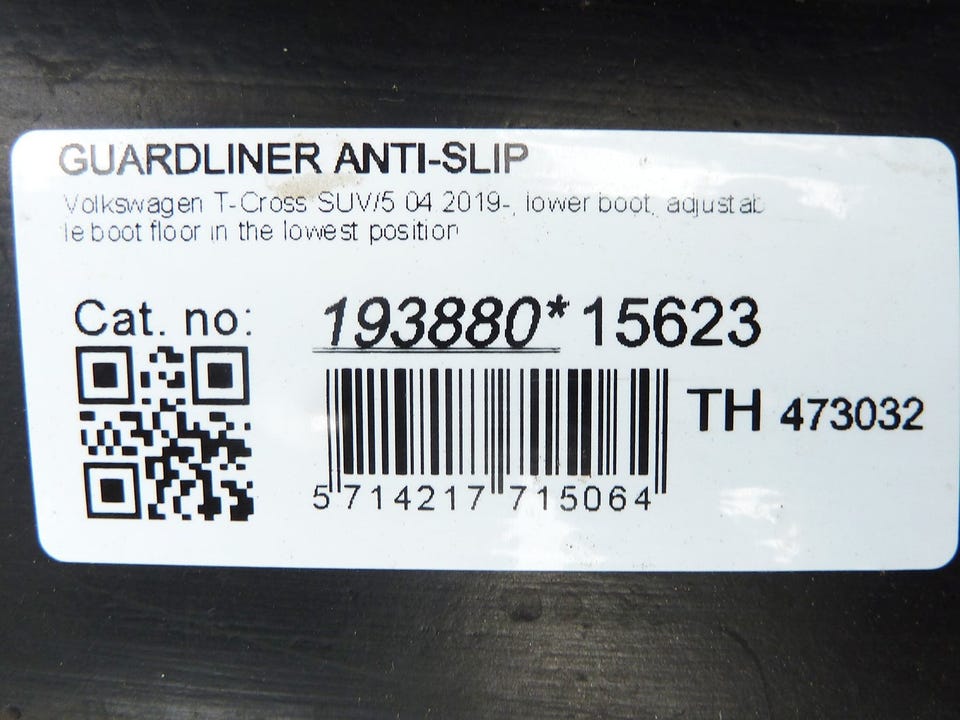 GUARDLINER ANTI-SLIP
Volkswagen T-Cross SUV/5 04 2019-, lower boot, adjustab
le boot floor in the lowest position
Cat. no: 193880*15623
TH 473032
5 714217 715064